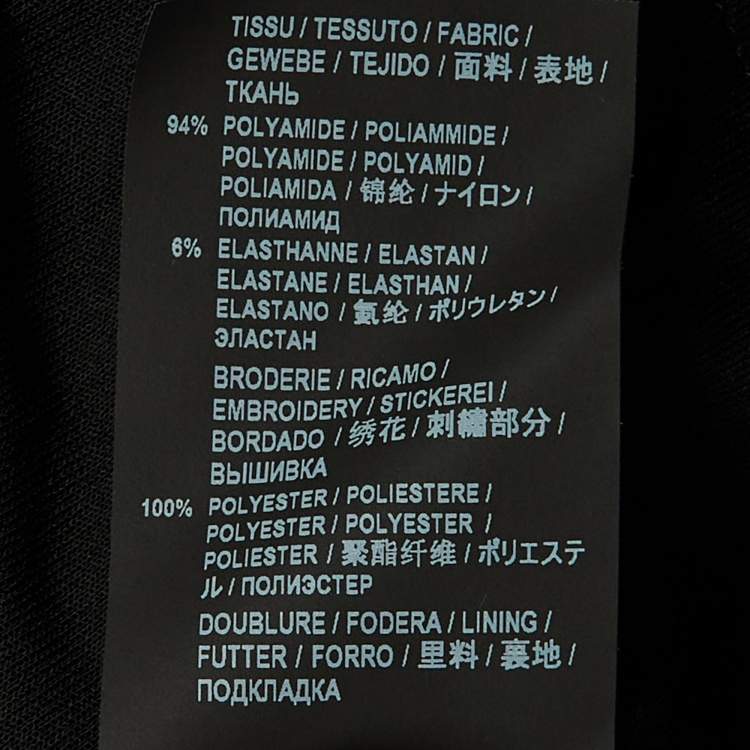 TISSU / TESSUTO / FABRIC /
GEWEBE / TEJIDO / 面料 / 表地 /
ТКАНЬ
94% POLYAMIDE / POLIAMMIDE /
POLYAMIDE / POLYAMID /
POLIAMIDA / 锦纶 / ナイロン /
ПОЛИАМИД
6% ELASTHANNE / ELASTAN /
ELASTANE / ELASTHAN /
ELASTANO / 氨纶 / ポリウレタン /
ЭЛАСТАН
BRODERIE / RICAMO /
EMBROIDERY / STICKEREI /
BORDADO / 绣花 / 刺繍部分 /
ВЫШИВКА
100% POLYESTER / POLIESTERE /
POLYESTER / POLYESTER /
POLIESTER / 聚酯纤维 / ポリエステ
ル / ПОЛИЭСТЕР
DOUBLURE / FODERA / LINING /
FUTTER / FORRO / 里料 / 裏地 /
ПОДКЛАДКА